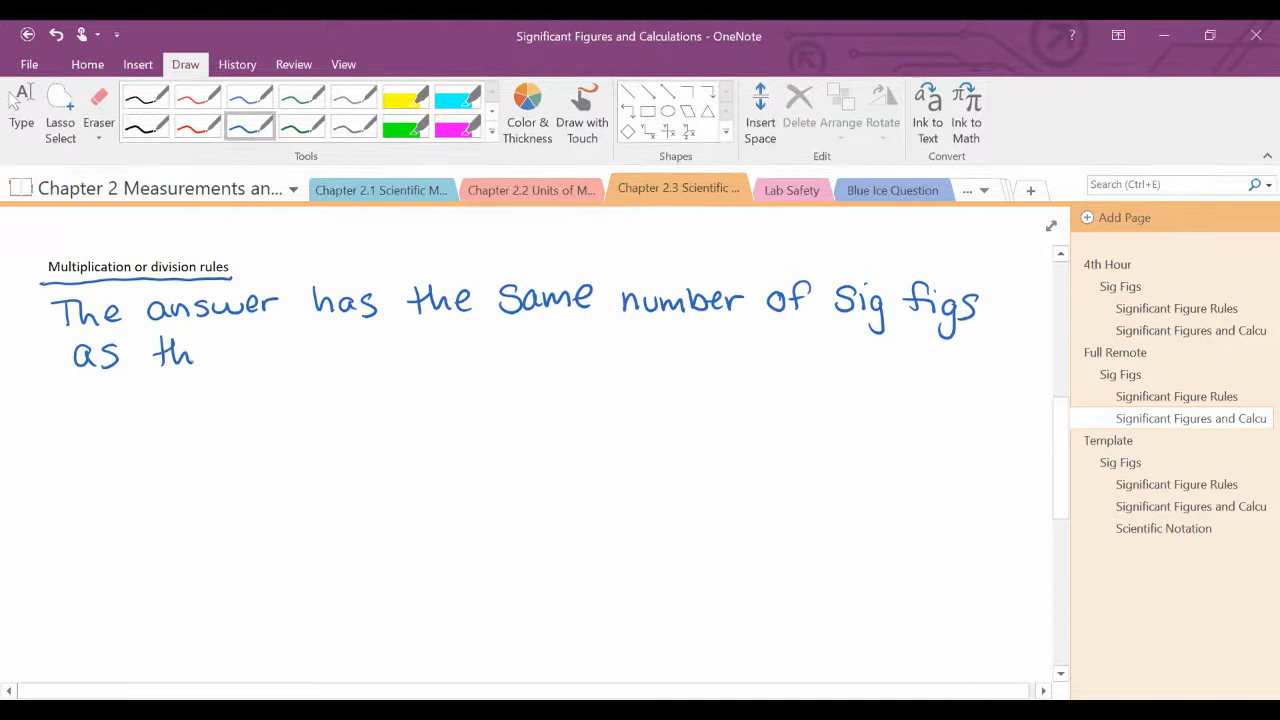 Significant Figures and Calculations - OneNote
?
File Home Insert Draw History Review View
Type
Lasso Select
Eraser
Color & Thickness
Draw with Touch
Insert Space
Delete
Arrange
Rotate
Ink to Text
Ink to Math
Tools
Shapes
Edit
Convert
Chapter 2 Measurements an...
Chapter 2.1 Scientific M...
Chapter 2.2 Units of M...
Chapter 2.3 Scientific ...
Lab Safety
Blue Ice Question
...
Search (Ctrl+E)
Multiplication or division rules
The answer has the same number of sig figs
as th
Add Page
4th Hour
Sig Figs
Significant Figure Rules
Significant Figures and Calcu
Full Remote
Sig Figs
Significant Figure Rules
Significant Figures and Calcu
Template
Sig Figs
Significant Figure Rules
Significant Figures and Calcu
Scientific Notation